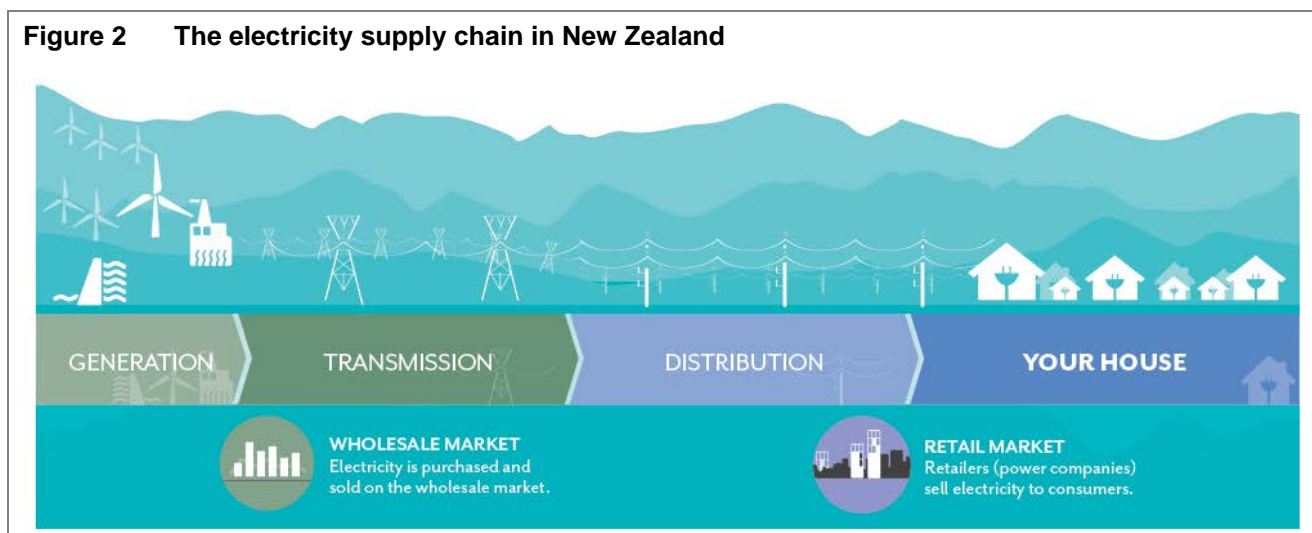 Figure 2 The electricity supply chain in New Zealand
GENERATION
TRANSMISSION
DISTRIBUTION
YOUR HOUSE
WHOLESALE MARKET
Electricity is purchased and
sold on the wholesale market.
RETAIL MARKET
Retailers (power companies)
sell electricity to consumers.